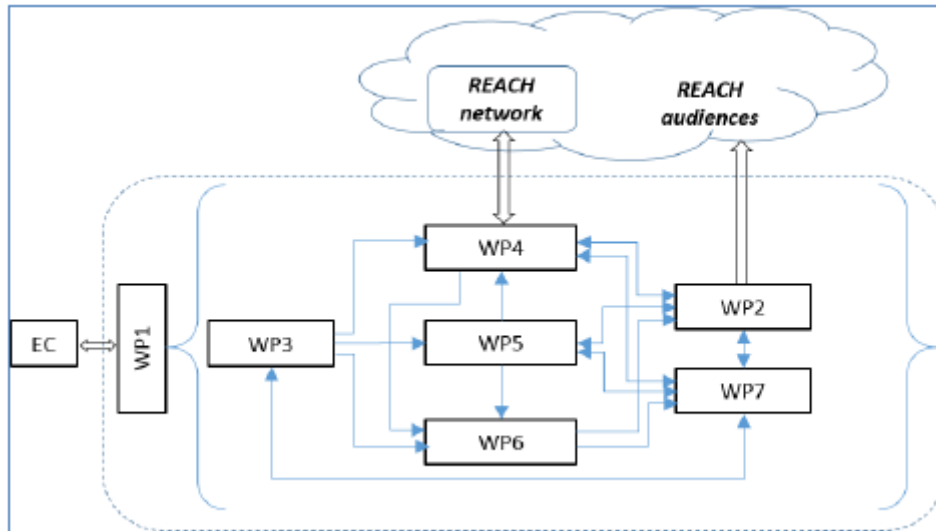 REACH
network
REACH
audiences
WP4
WP2
EC
WP1
WP3
WP5
WP7
WP6